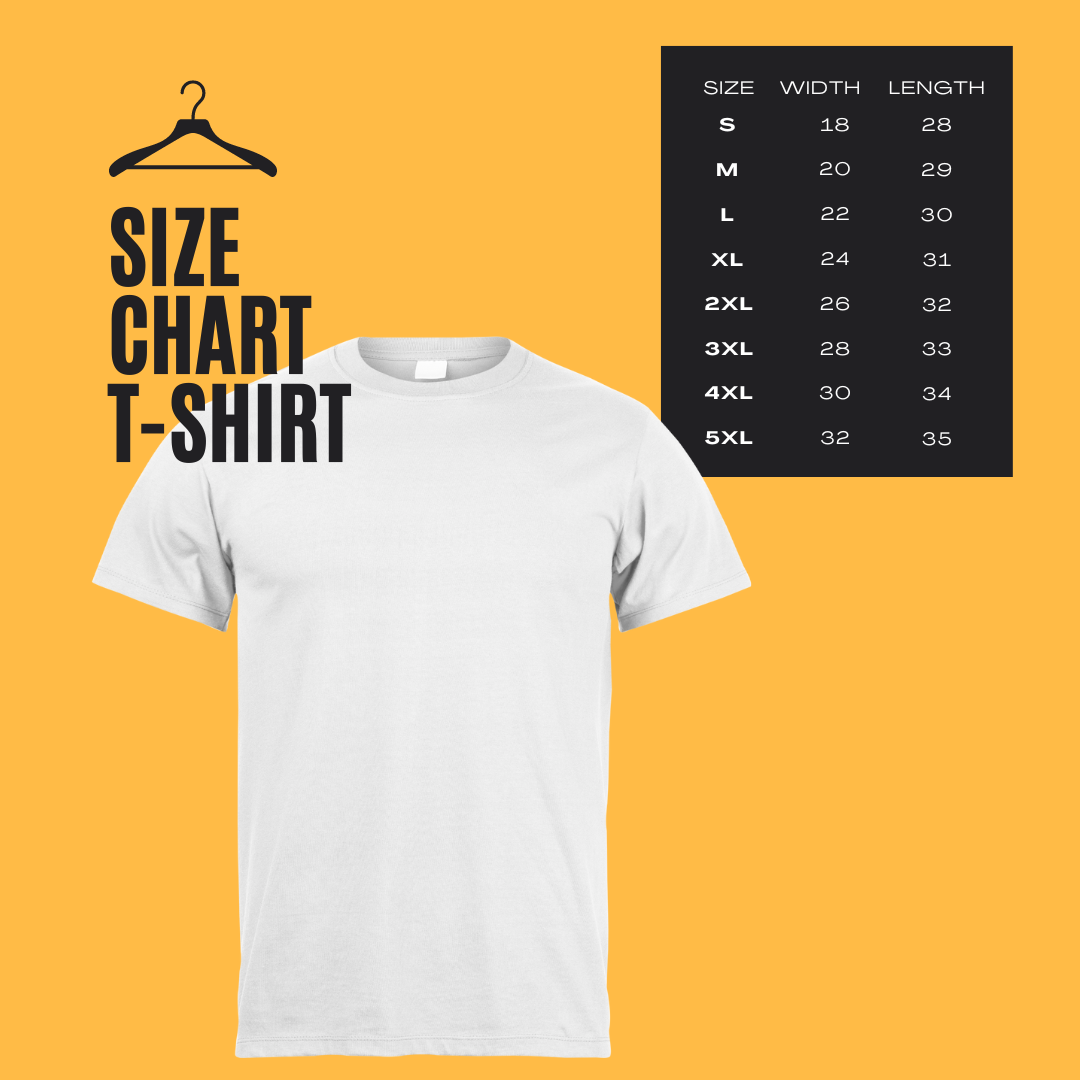 SIZE
CHART
T-SHIRT
SIZE WIDTH LENGTH
S 18 28
M 20 29
L 22 30
XL 24 31
2XL 26 32
3XL 28 33
4XL 30 34
5XL 32 35